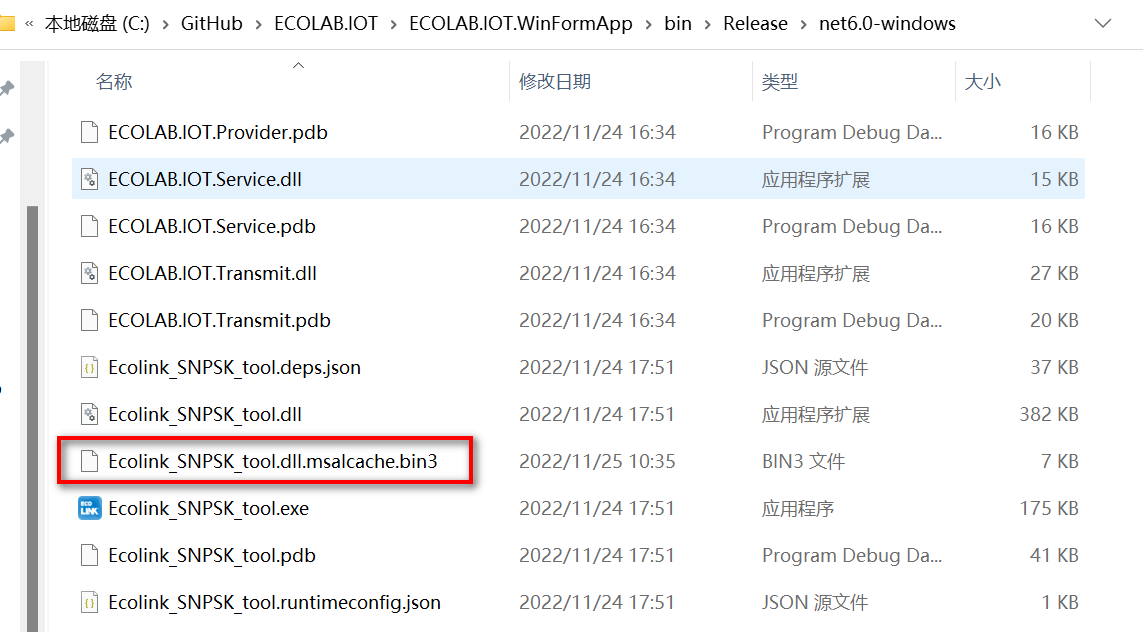 « 本地磁盘 (C:) › GitHub › ECOLAB.IOT › ECOLAB.IOT.WinFormApp › bin › Release › net6.0-windows
名称 修改日期 类型 大小
ECOLAB.IOT.Provider.pdb 2022/11/24 16:34 Program Debug Da... 16 KB
ECOLAB.IOT.Service.dll 2022/11/24 16:34 应用程序扩展 15 KB
ECOLAB.IOT.Service.pdb 2022/11/24 16:34 Program Debug Da... 16 KB
ECOLAB.IOT.Transmit.dll 2022/11/24 16:34 应用程序扩展 27 KB
ECOLAB.IOT.Transmit.pdb 2022/11/24 16:34 Program Debug Da... 20 KB
Ecolink_SNPSK_tool.deps.json 2022/11/24 17:51 JSON 源文件 37 KB
Ecolink_SNPSK_tool.dll 2022/11/24 17:51 应用程序扩展 382 KB
Ecolink_SNPSK_tool.dll.msalcache.bin3 2022/11/25 10:35 BIN3 文件 7 KB
ECO LINK Ecolink_SNPSK_tool.exe 2022/11/24 17:51 应用程序 175 KB
Ecolink_SNPSK_tool.pdb 2022/11/24 17:51 Program Debug Da... 41 KB
Ecolink_SNPSK_tool.runtimeconfig.json 2022/11/24 17:51 JSON 源文件 1 KB